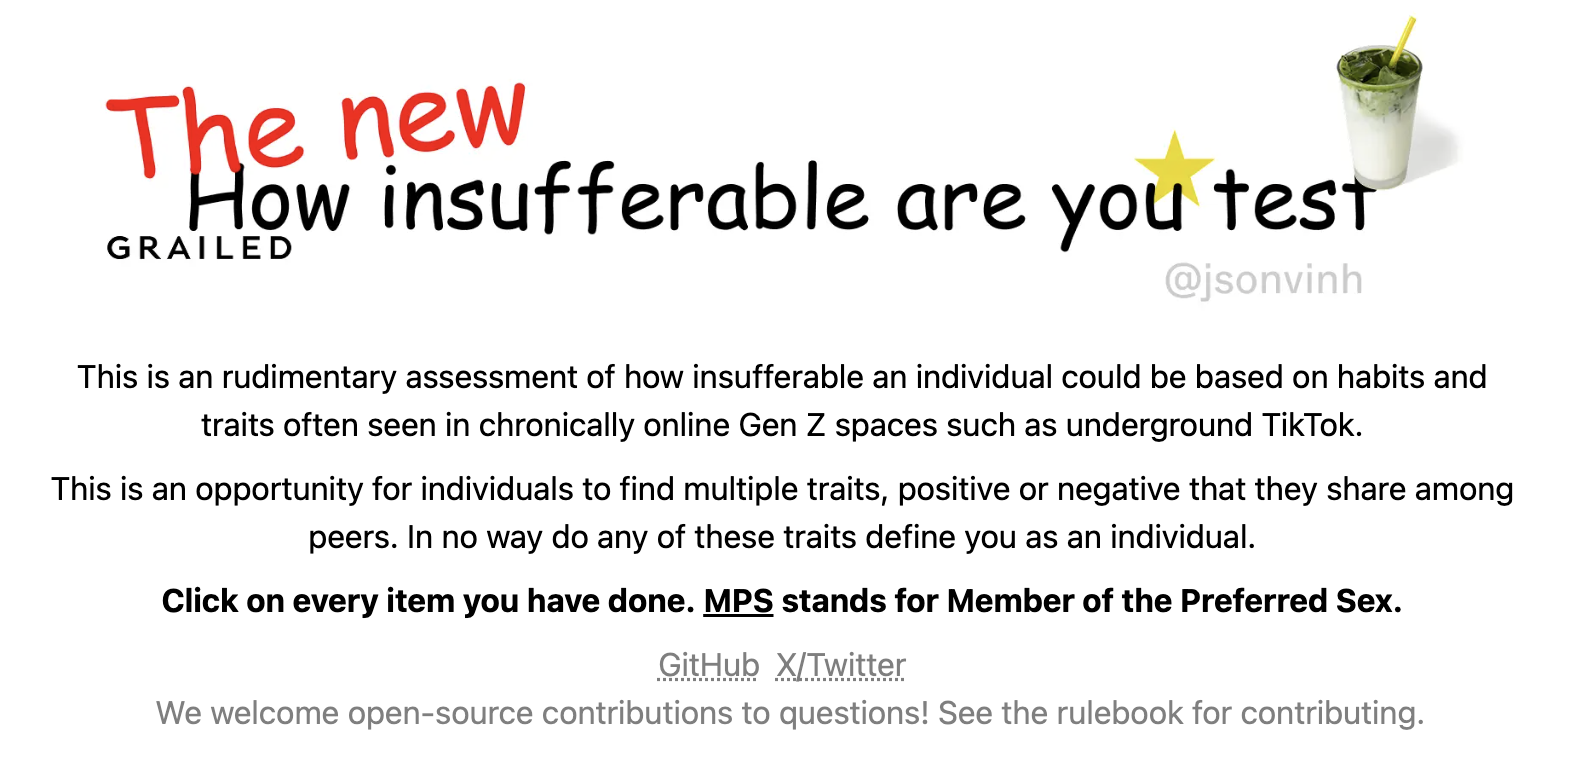 The new
How insufferable are you test
GRAILED
@jsonvinh
This is an rudimentary assessment of how insufferable an individual could be based on habits and
traits often seen in chronically online Gen Z spaces such as underground TikTok.
This is an opportunity for individuals to find multiple traits, positive or negative that they share among
peers. In no way do any of these traits define you as an individual.
Click on every item you have done. MPS stands for Member of the Preferred Sex.
GitHub X/Twitter
We welcome open-source contributions to questions! See the rulebook for contributing.